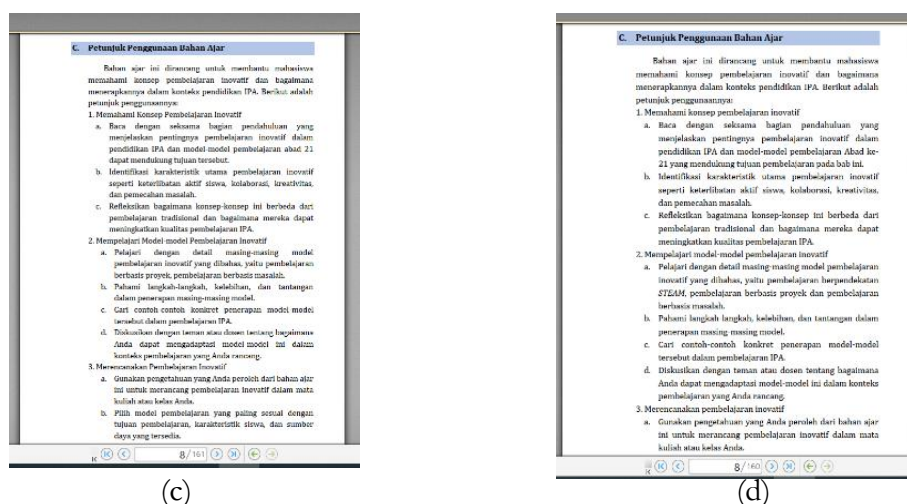 C. Petunjuk Penggunaan Bahan Ajar
Bahan ajar ini dirancang untuk membantu mahasiswa
memahami konsep pembelajaran inovatif dan bagaimana
menerapkannya dalam konteks pendidikan IPA. Berikut adalah
petunjuk penggunaannya:
1. Memahami Konsep Pembelajaran Inovatif
a. Baca dengan seksama bagian pendahuluan yang
menjelaskan pentingnya pembelajaran inovatif dalam
pendidikan IPA dan model-model pembelajaran abad 21
dapat mendukung tujuan tersebut.
b. Identifikasi karakteristik utama pembelajaran inovatif
seperti keterlibatan aktif siswa, kolaborasi, kreativitas,
dan pemecahan masalah.
c. Refleksikan bagaimana konsep-konsep ini berbeda dari
pembelajaran tradisional dan bagaimana mereka dapat
meningkatkan kualitas pembelajaran IPA.
2. Mempelajari Model-model Pembelajaran Inovatif
a. Pelajari dengan detail masing-masing model
pembelajaran inovatif yang dibahas, yaitu pembelajaran
berbasis proyek, pembelajaran berbasis masalah.
b. Pahami langkah-langkah, kelebihan, dan tantangan
dalam penerapan masing-masing model.
c. Cari contoh-contoh konkret penerapan model-model
tersebut dalam pembelajaran IPA.
d. Diskusikan dengan teman atau dosen tentang bagaimana
Anda dapat mengadaptasi model-model ini dalam
konteks pembelajaran yang Anda rancang.
3. Merencanakan Pembelajaran Inovatif
a. Gunakan pengetahuan yang Anda peroleh dari bahan ajar
ini untuk merancang pembelajaran inovatif dalam mata
kuliah atau kelas Anda.
b. Pilih model pembelajaran yang paling sesuai dengan
tujuan pembelajaran, karakteristik siswa, dan sumber
daya yang tersedia.
8/161
(c)
C. Petunjuk Penggunaan Bahan Ajar
Bahan ajar ini dirancang untuk membantu mahasiswa
memahami konsep pembelajaran inovatif dan bagaimana
menerapkannya dalam konteks pendidikan IPA. Berikut adalah
petunjuk penggunaannya:
1. Memahami konsep pembelajaran inovatif
a. Baca dengan seksama bagian pendahuluan yang
menjelaskan pentingnya pembelajaran inovatif dalam
pendidikan IPA dan model-model pembelajaran Abad ke-
21 yang mendukung tujuan pembelajaran pada bab ini.
b. Identifikasi karakteristik utama pembelajaran inovatif
seperti keterlibatan aktif siswa, kolaborasi, kreativitas,
dan pemecahan masalah.
c. Refleksikan bagaimana konsep-konsep ini berbeda dari
pembelajaran tradisional dan bagaimana mereka dapat
meningkatkan kualitas pembelajaran IPA.
2. Mempelajari model-model pembelajaran inovatif
a. Pelajari dengan detail masing-masing model pembelajaran
inovatif yang dibahas, yaitu pembelajaran berpendekatan
STEAM, pembelajaran berbasis proyek dan pembelajaran
berbasis masalah.
b. Pahami langkah langkah, kelebihan, dan tantangan dalam
penerapan masing-masing model.
c. Cari contoh-contoh konkret penerapan model-model
tersebut dalam pembelajaran IPA.
d. Diskusikan dengan teman atau dosen tentang bagaimana
Anda dapat mengadaptasi model-model ini dalam konteks
pembelajaran yang Anda rancang.
3. Merencanakan pembelajaran inovatif
a. Gunakan pengetahuan yang Anda peroleh dari bahan ajar
ini untuk merancang pembelajaran inovatif dalam mata
kuliah atau kelas Anda.
8/160
(d)